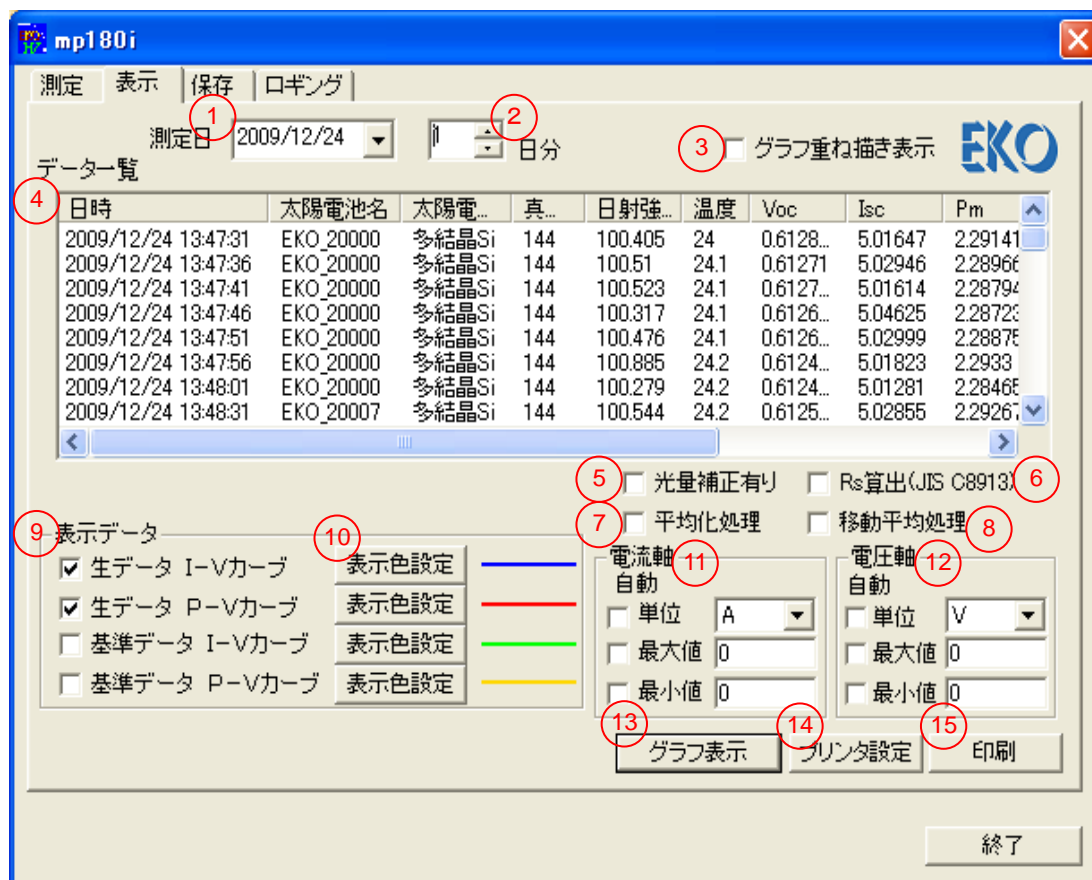 mp180i
測定 表示 保存 ロギング
1 2
測定日 2009/12/24 1 日分
3 グラフ重ね描き表示 EKO
データ一覧
4 日時 太陽電池名 太陽電... 真... 日射強... 温度 Voc Isc Pm
2009/12/24 13:47:31 EKO_20000 多結晶Si 144 100.405 24 0.6128... 5.01647 2.29141
2009/12/24 13:47:36 EKO_20000 多結晶Si 144 100.51 24.1 0.61271 5.02946 2.28966
2009/12/24 13:47:41 EKO_20000 多結晶Si 144 100.523 24.1 0.6127... 5.01614 2.28794
2009/12/24 13:47:46 EKO_20000 多結晶Si 144 100.317 24.1 0.6126... 5.04625 2.28723
2009/12/24 13:47:51 EKO_20000 多結晶Si 144 100.476 24.1 0.6126... 5.02999 2.28875
2009/12/24 13:47:56 EKO_20000 多結晶Si 144 100.885 24.2 0.6124... 5.01823 2.2933
2009/12/24 13:48:01 EKO_20000 多結晶Si 144 100.279 24.2 0.6124... 5.01281 2.28465
2009/12/24 13:48:31 EKO_20007 多結晶Si 144 100.544 24.2 0.6125... 5.02855 2.29267
5 光量補正有り Rs算出(JIS C8913) 6
7 平均化処理 移動平均処理 8
9 表示データ 10
生データ I-Vカーブ 表示色設定
生データ P-Vカーブ 表示色設定
基準データ I-Vカーブ 表示色設定
基準データ P-Vカーブ 表示色設定
電流軸 11
自動
単位 A
最大値 0
最小値 0
電圧軸 12
自動
単位 V
最大値 0
最小値 0
13 14 15
グラフ表示 プリンタ設定 印刷
終了